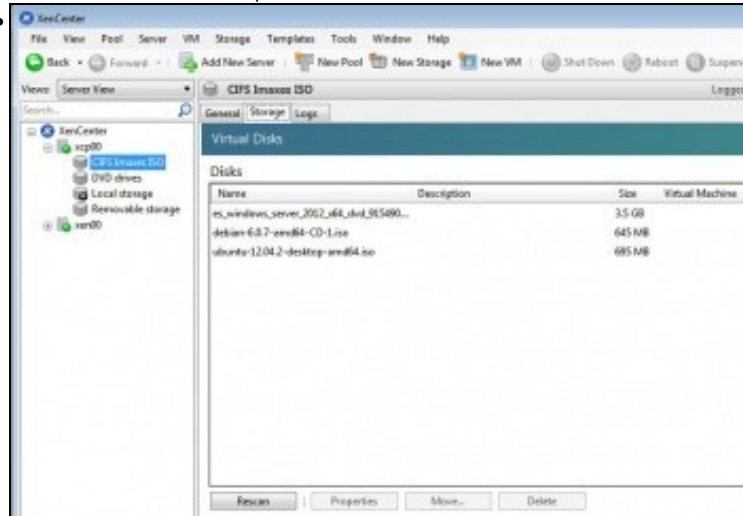 XenCenter
File View Pool Server VM Storage Templates Tools Window Help
Back Forward Add New Server New Pool New Storage New VM Shut Down Reboot Suspen
Views: Server View CIFS Imaxes ISO Logge
Search... General Storage Logs
XenCenter
Virtual Disks
xcp00
CIFS Imaxes ISO
DVD drives
Disks
Local storage
Name Description Size Virtual Machine
Removable storage
es_windows_server_2012_x64_dvd_915490... 3.5 GB
xen00
debian-6.0.7-amd64-CD-1.iso 645 MB
ubuntu-12.04.2-desktop-amd64.iso 695 MB
Rescan Properties Move... Delete